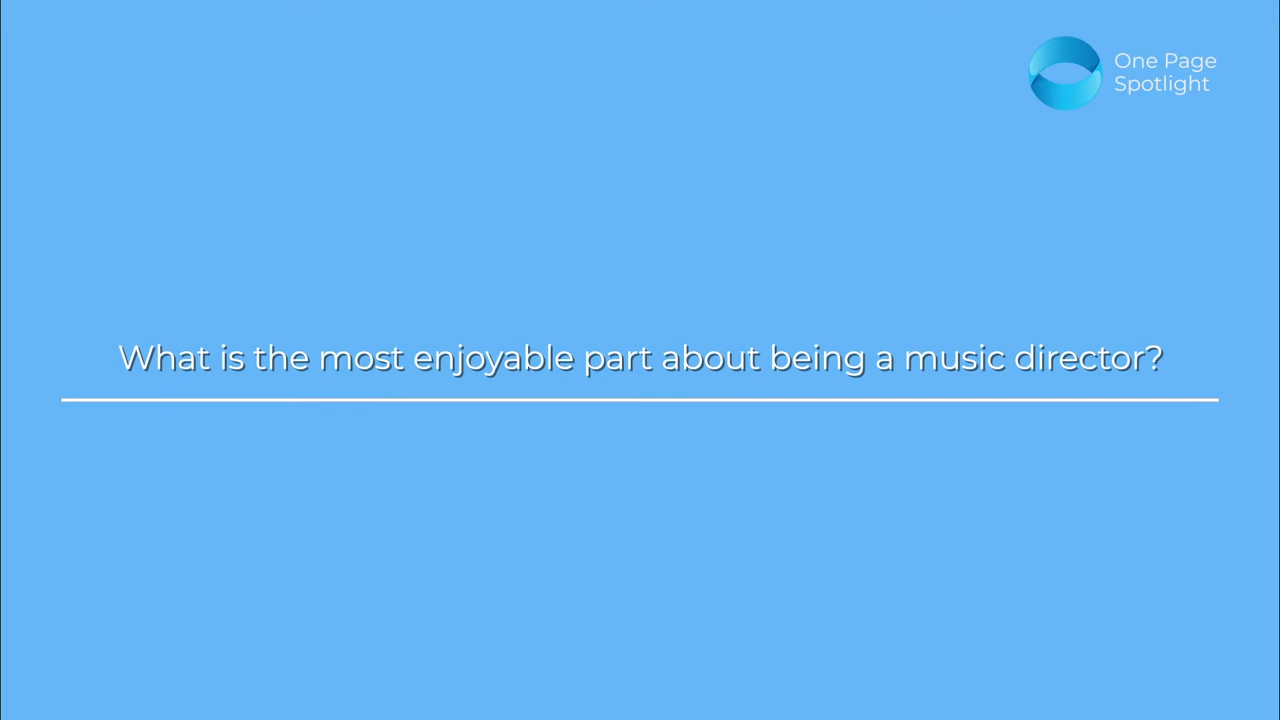 One Page
Spotlight
What is the most enjoyable part about being a music director?